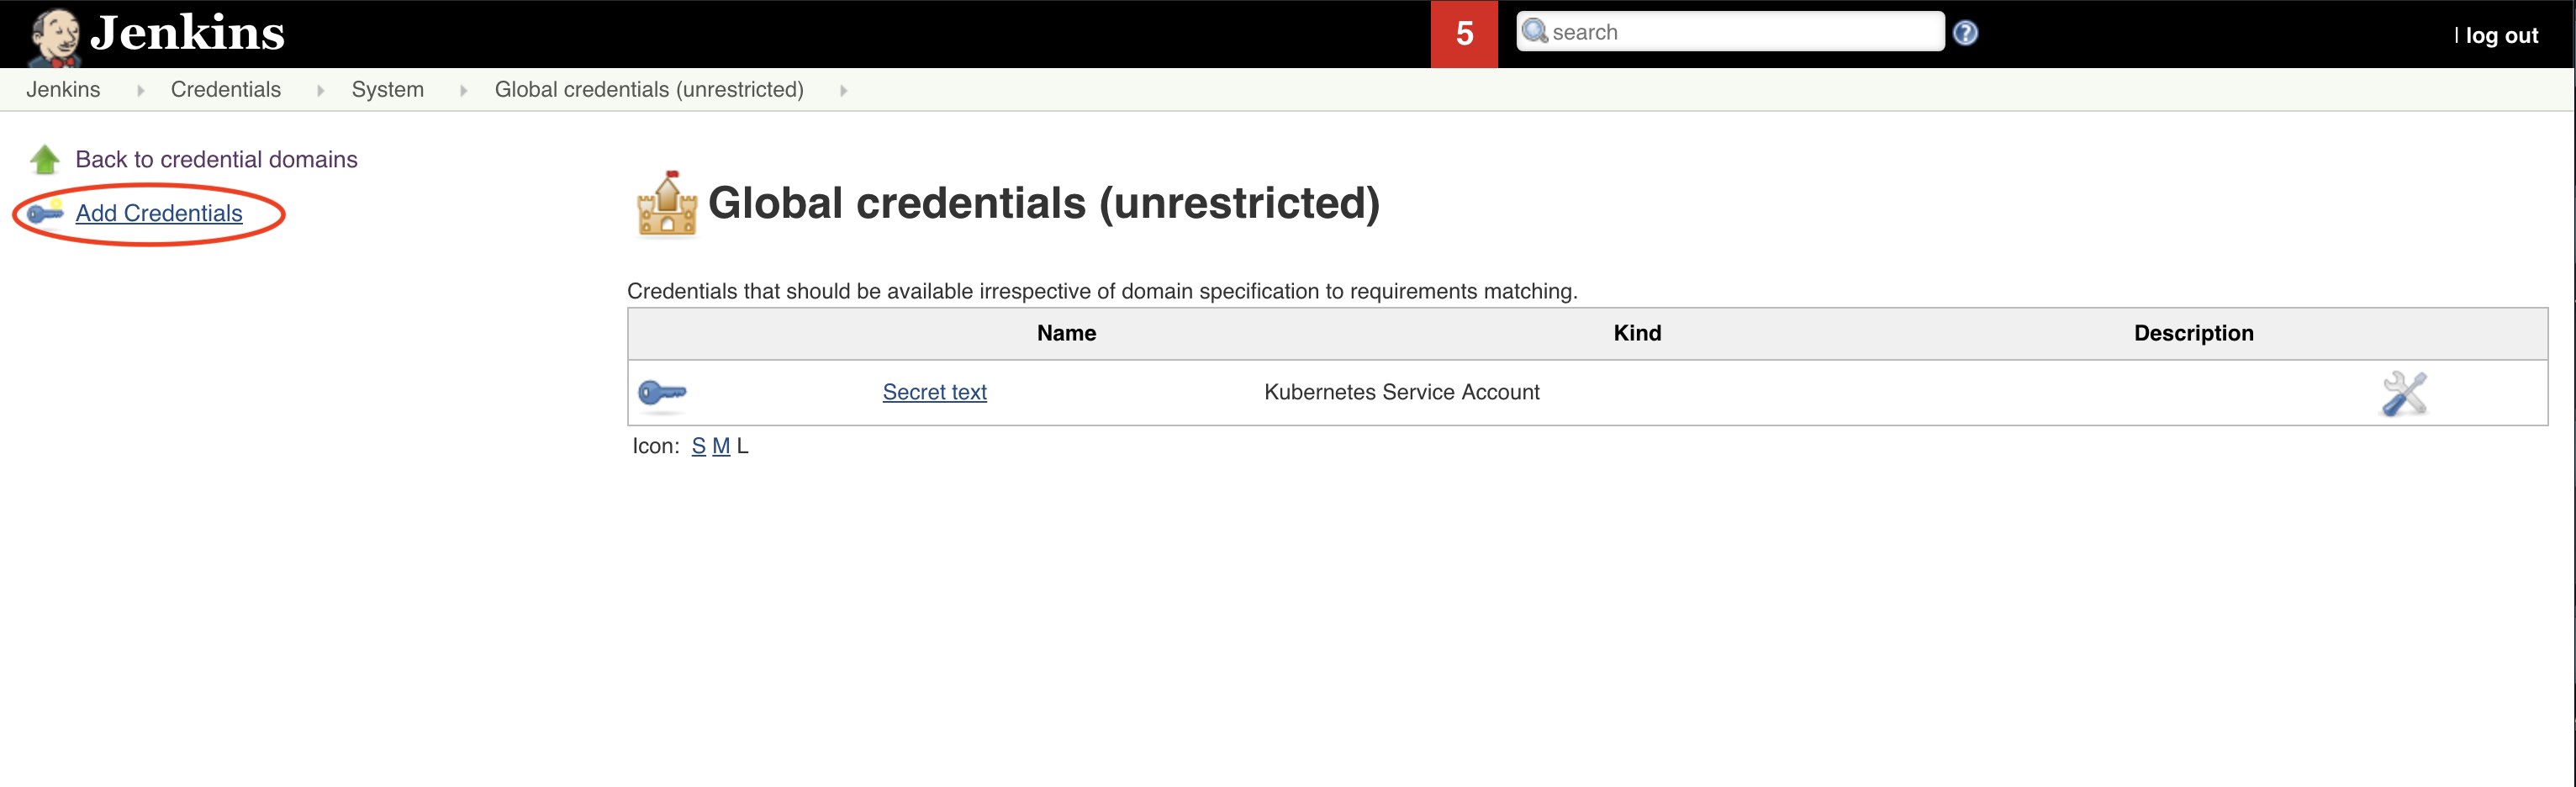 Jenkins
5
search
| log out
Jenkins Credentials System Global credentials (unrestricted)
Back to credential domains
Add Credentials
Global credentials (unrestricted)
Credentials that should be available irrespective of domain specification to requirements matching.
Name Kind Description
Secret text Kubernetes Service Account
Icon: S M L